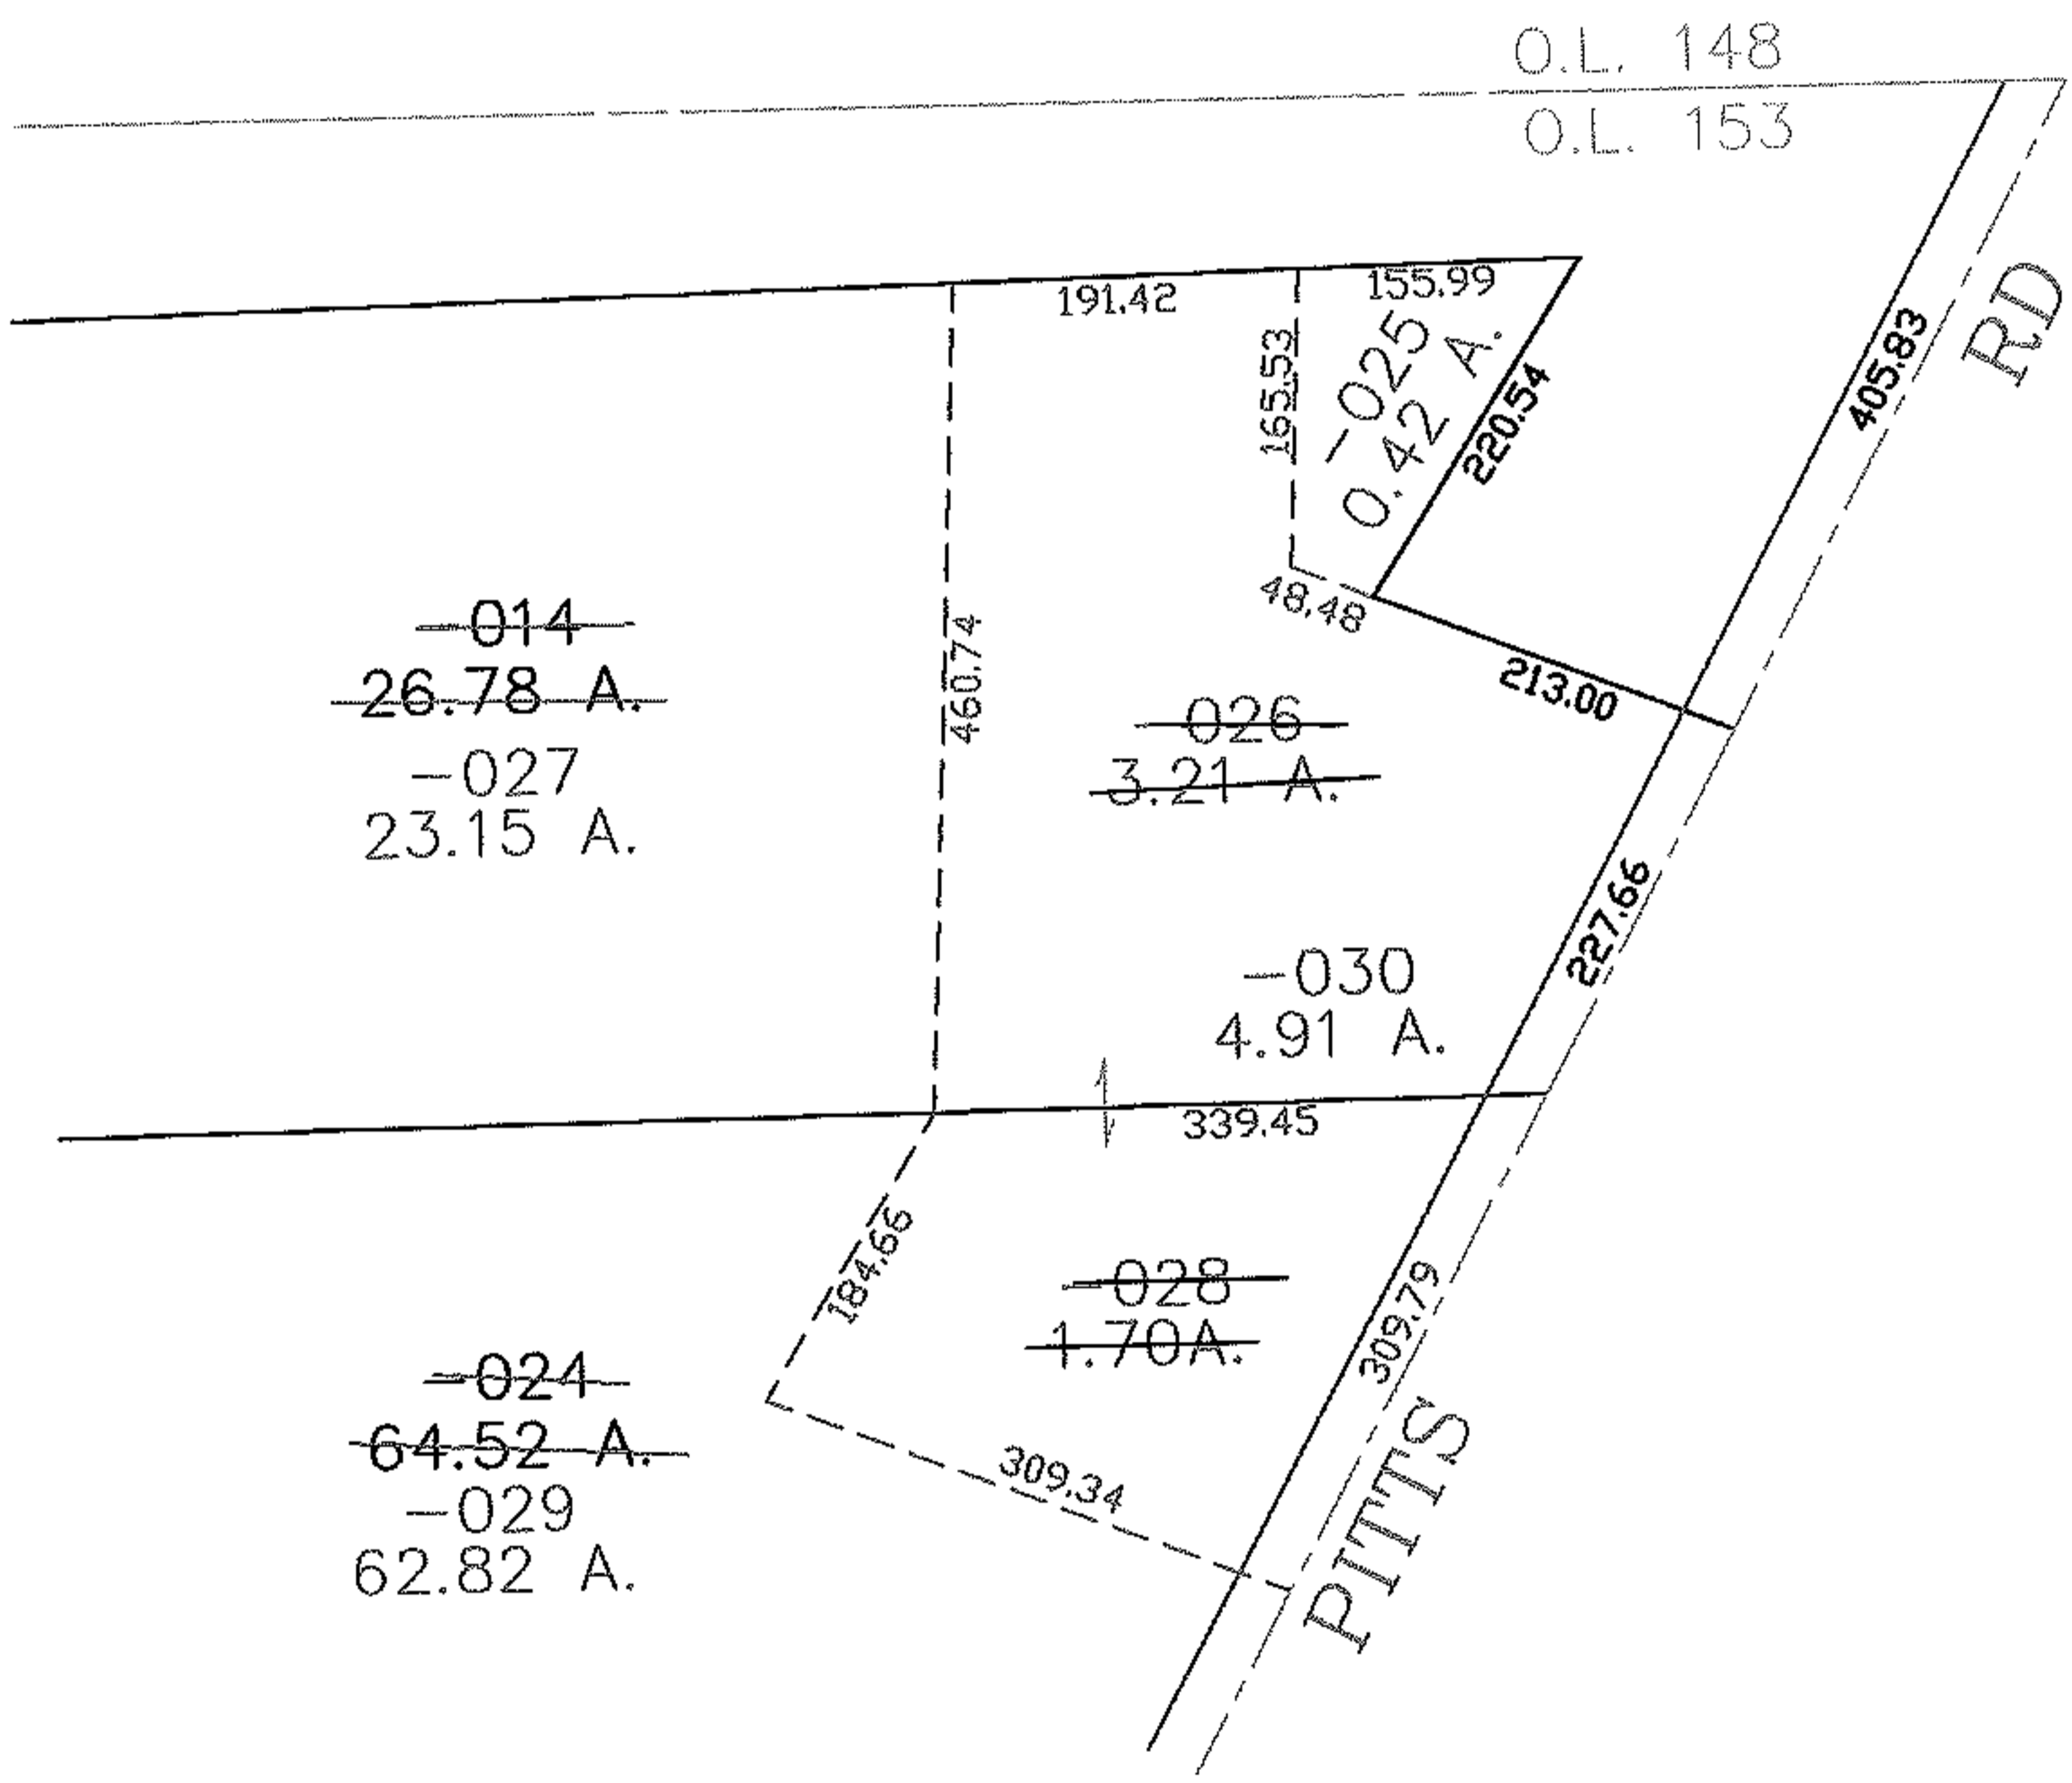 O.L. 148
O.L. 153
RD
405.83
191.42
155.99
165.53
-025
0.42 A.
220.54
48.48
213.00
-014
26.78 A.
-027
23.15 A.
460.74
026
3.21 A.
227.66
-030
4.91 A.
339.45
184.66
-028
1.70A.
309.79
-024
64.52 A.
-029
62.82 A.
309.34
PITTS